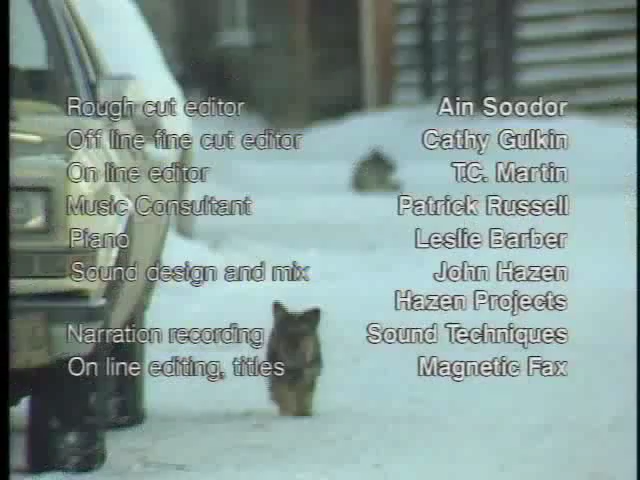 Rough cut editor Ain Soodor
Off line fine cut editor Cathy Gulkin
On line editor T.C. Martin
Music Consultant Patrick Russell
Piano Leslie Barber
Sound design and mix John Hazen
Hazen Projects
Narration recording Sound Techniques
On line editing, titles Magnetic Fax